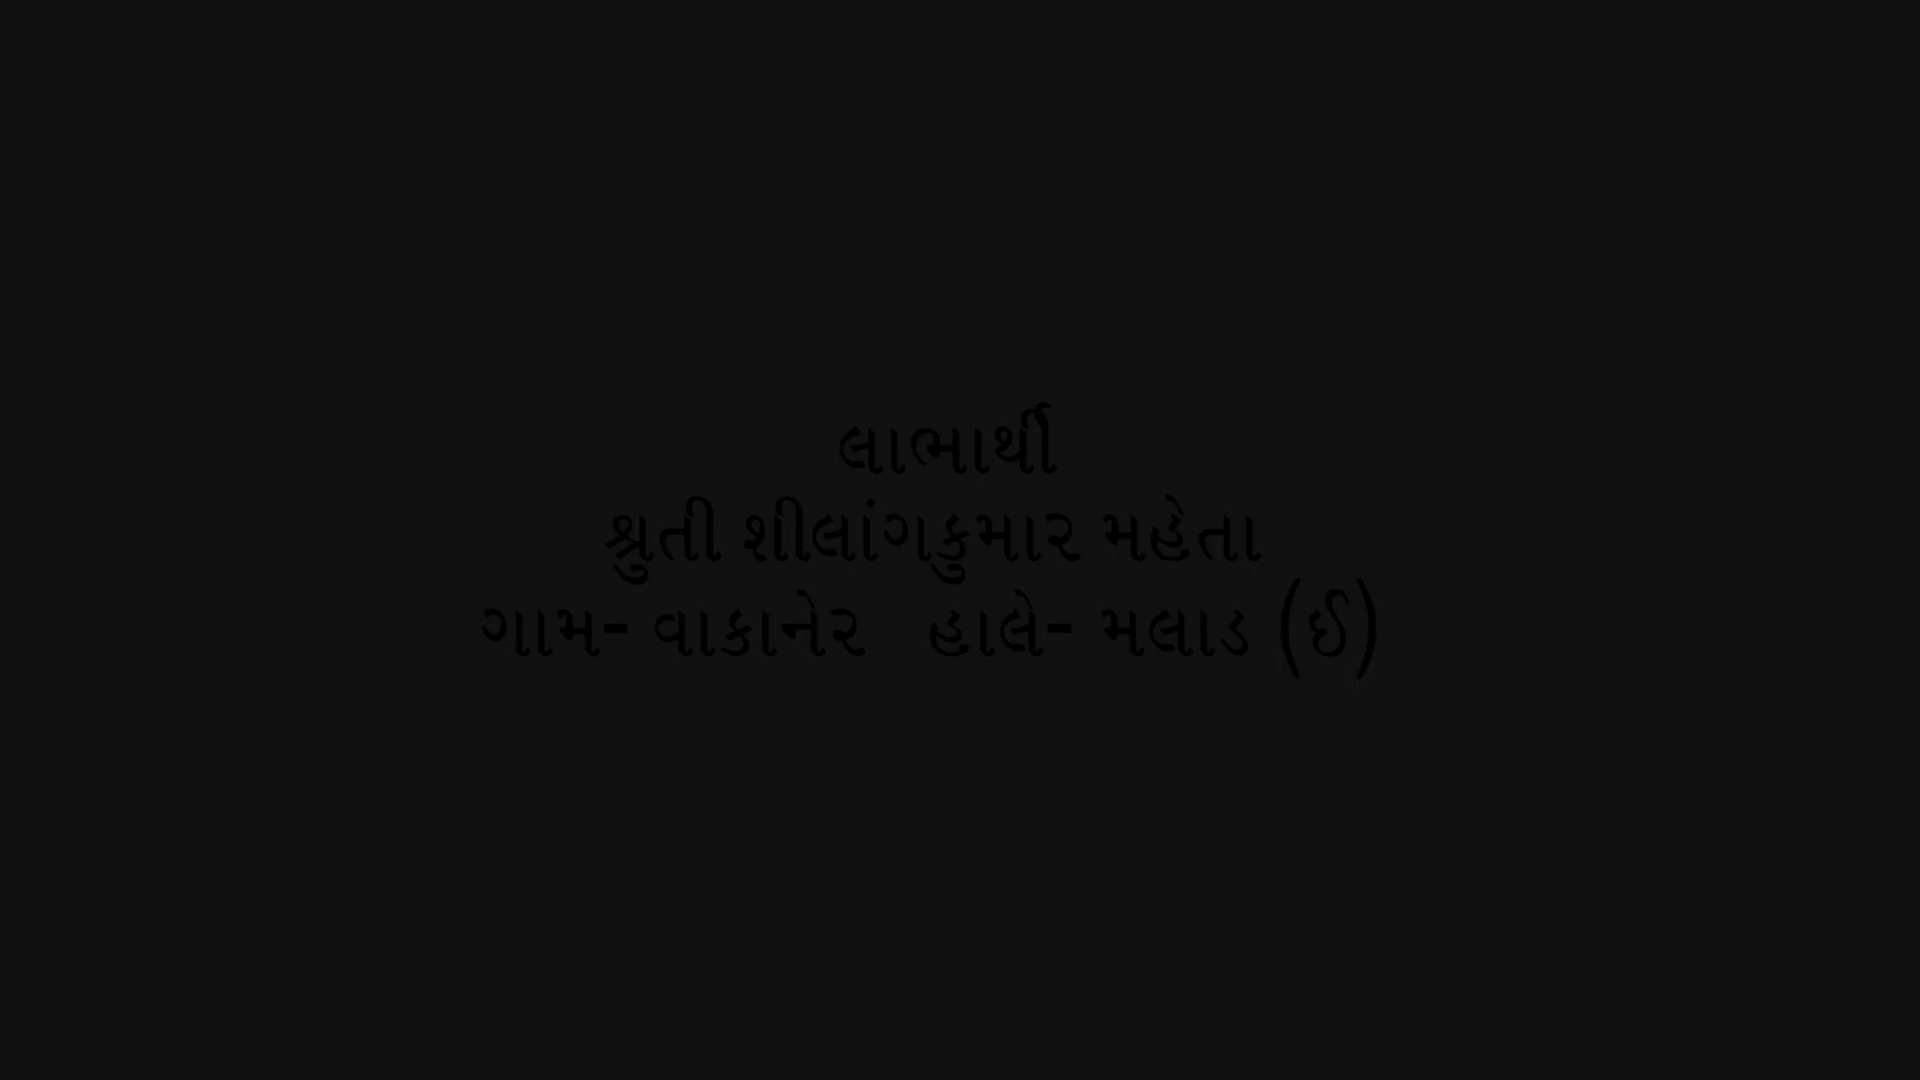 લાભાર્થી
શ્રુતી શીલાંગકુમાર મહેતા
ગામ- વાકાનેર   હાલે- મલાડ (ઈ)